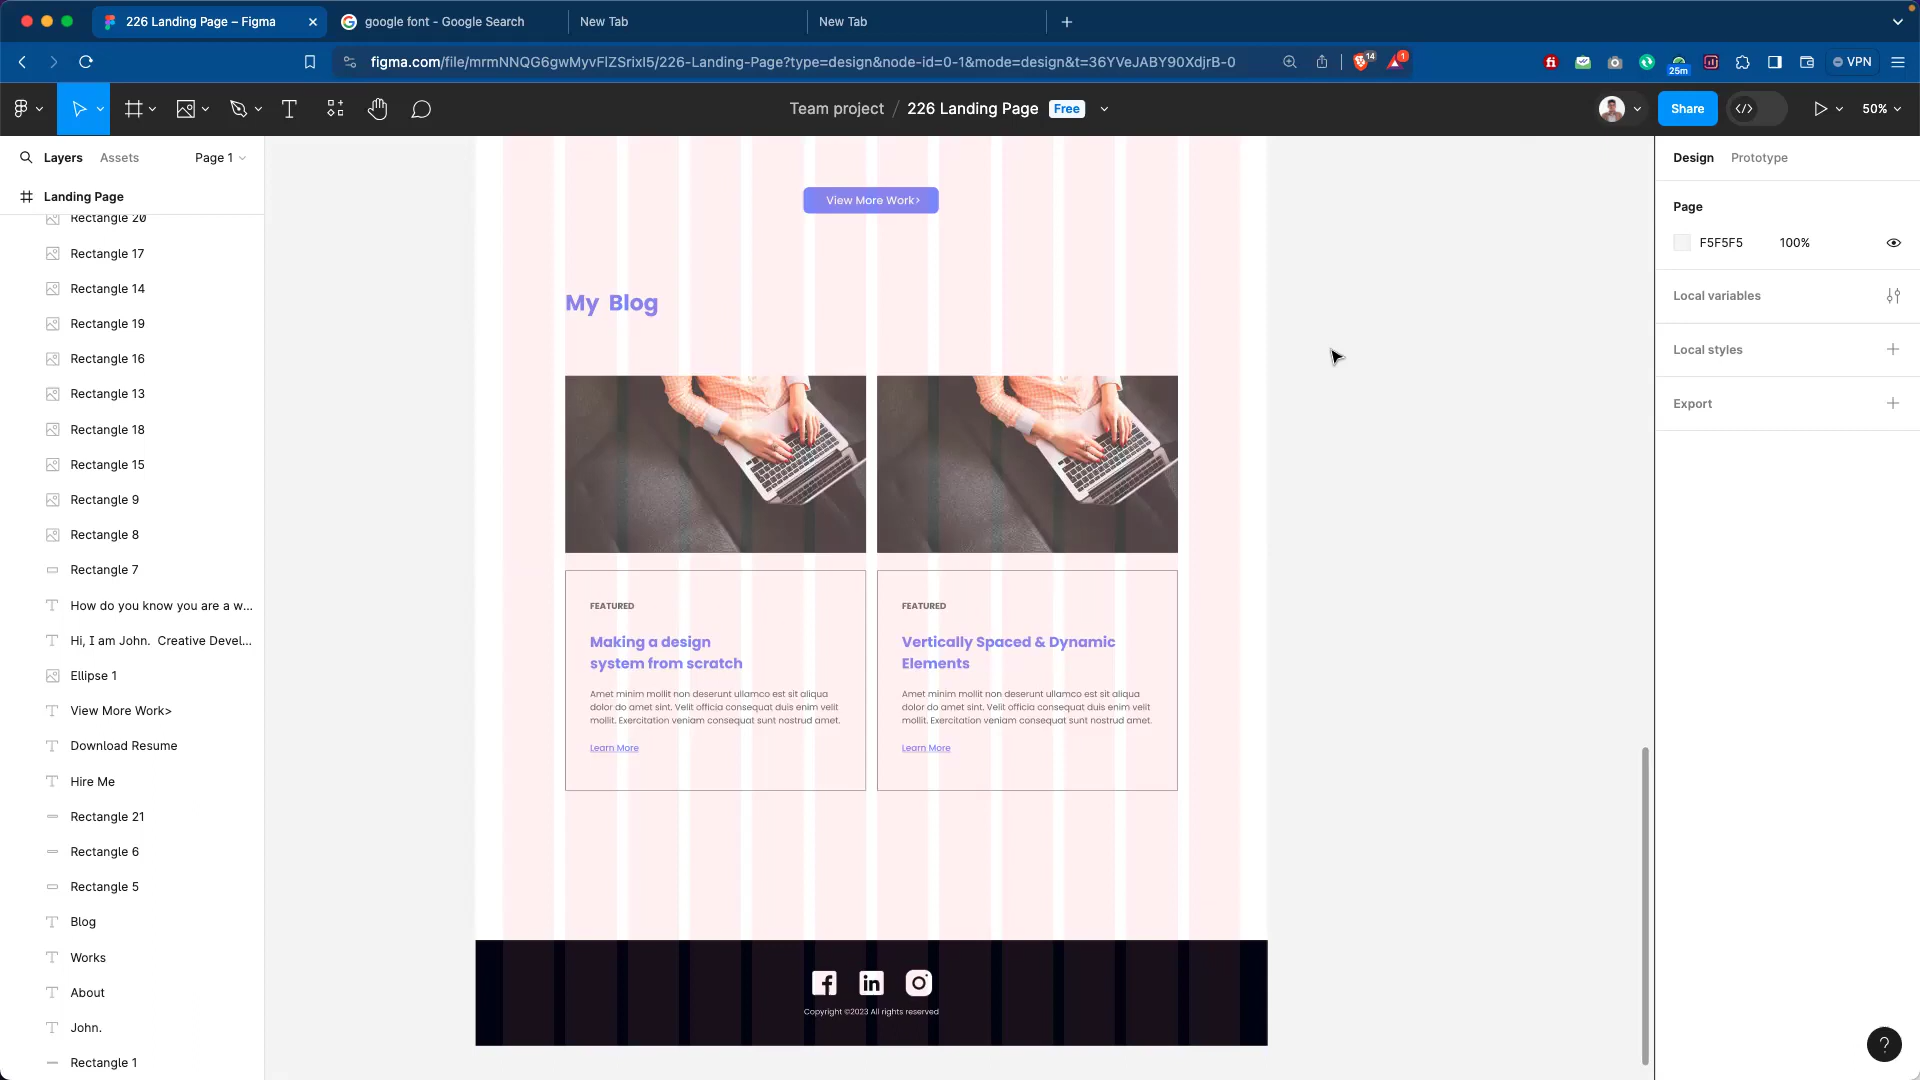 226 Landing Page – Figma
google font - Google Search
New Tab
New Tab
figma.com/file/mrmNNQG6gwMyvFlZSrixI5/226-Landing-Page?type=design&node-id=0-1&mode=design&t=36YVeJABY90XdjrB-0
14
1
25m
VPN
Team project / 226 Landing Page Free
Share
50%
Layers
Assets
Page 1
Landing Page
Rectangle 20
Rectangle 17
Rectangle 14
Rectangle 19
Rectangle 16
Rectangle 13
Rectangle 18
Rectangle 15
Rectangle 9
Rectangle 8
Rectangle 7
How do you know you are a w...
Hi, I am John.  Creative Devel...
Ellipse 1
View More Work>
Download Resume
Hire Me
Rectangle 21
Rectangle 6
Rectangle 5
Blog
Works
About
John.
Rectangle 1
View More Work>
My Blog
FEATURED
Making a design
system from scratch
Amet minim mollit non deserunt ullamco est sit aliqua
dolor do amet sint. Velit officia consequat duis enim velit
mollit. Exercitation veniam consequat sunt nostrud amet.
Learn More
FEATURED
Vertically Spaced & Dynamic
Elements
Amet minim mollit non deserunt ullamco est sit aliqua
dolor do amet sint. Velit officia consequat duis enim velit
mollit. Exercitation veniam consequat sunt nostrud amet.
Learn More
Copyright ©2023 All rights reserved
Design
Prototype
Page
F5F5F5
100%
Local variables
Local styles
Export
?